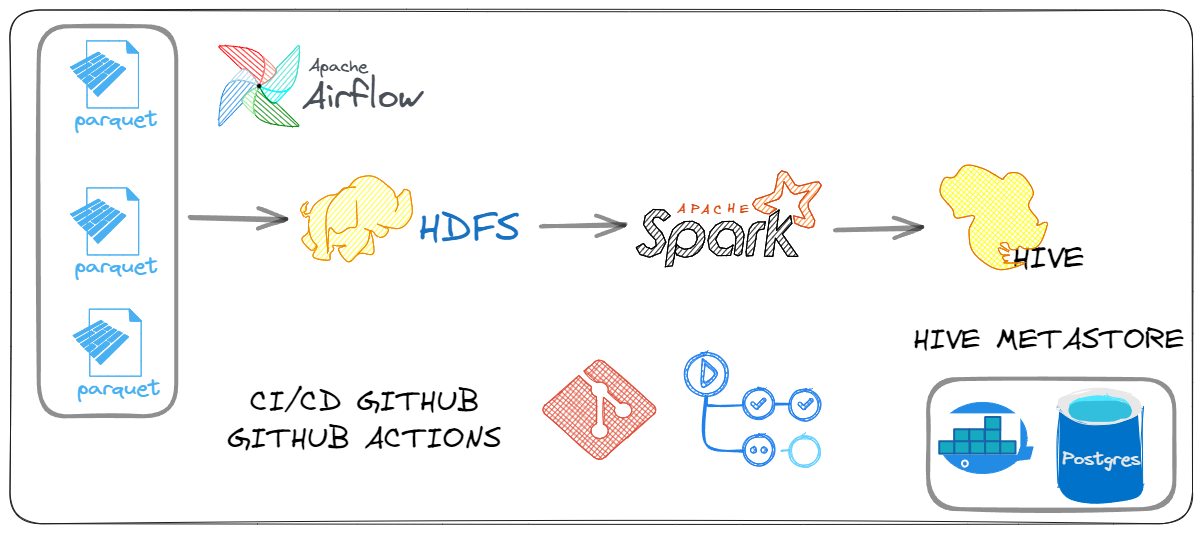 parquet
Apache
Airflow
parquet
HDFS
APACHE
Spark
HIVE
parquet
HIVE METASTORE
CI/CD GITHUB
GITHUB ACTIONS
Postgres